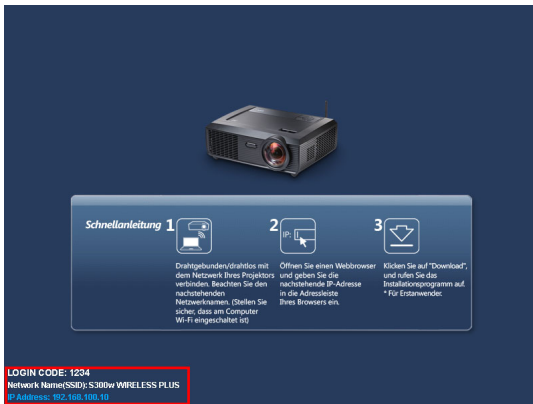 Schnellanleitung 1 2 3
IP:
Drahtgebunden/drahtlos mit
dem Netzwerk Ihres Projektors
verbinden. Beachten Sie den
nachstehenden
Netzwerknamen. (Stellen Sie
sicher, dass am Computer
Wi-Fi eingeschaltet ist)
Öffnen Sie einen Webbrowser
und geben Sie die
nachstehende IP-Adresse
in die Adressleiste
Ihres Browsers ein.
Klicken Sie auf "Download",
und rufen Sie das
Installationsprogramm auf.
* Für Erstanwender.
LOGIN CODE: 1234
Network Name(SSID): S300w WIRELESS PLUS
IP Address: 192.168.100.10